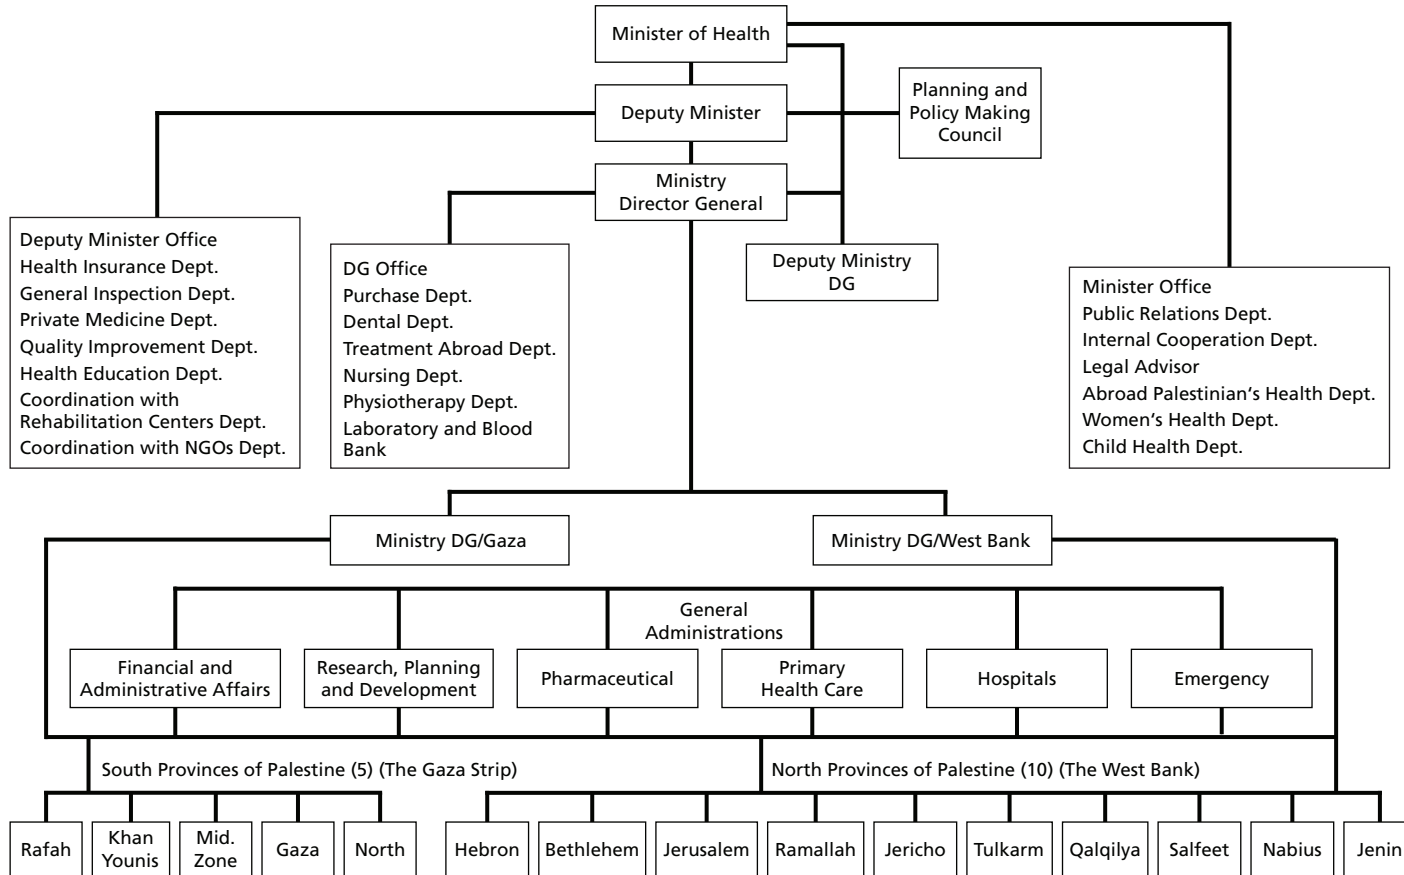 Minister of Health
Deputy Minister
Planning and
Policy Making
Council
Ministry
Director General
Deputy Minister Office
Health Insurance Dept.
General Inspection Dept.
Private Medicine Dept.
Quality Improvement Dept.
Health Education Dept.
Coordination with
Rehabilitation Centers Dept.
Coordination with NGOs Dept.
DG Office
Purchase Dept.
Dental Dept.
Treatment Abroad Dept.
Nursing Dept.
Physiotherapy Dept.
Laboratory and Blood
Bank
Deputy Ministry
DG
Minister Office
Public Relations Dept.
Internal Cooperation Dept.
Legal Advisor
Abroad Palestinian's Health Dept.
Women's Health Dept.
Child Health Dept.
Ministry DG/Gaza
Ministry DG/West Bank
General
Administrations
Financial and
Administrative Affairs
Research, Planning
and Development
Pharmaceutical
Primary
Health Care
Hospitals
Emergency
South Provinces of Palestine (5) (The Gaza Strip)
North Provinces of Palestine (10) (The West Bank)
Rafah
Khan
Younis
Mid.
Zone
Gaza
North
Hebron
Bethlehem
Jerusalem
Ramallah
Jericho
Tulkarm
Qalqilya
Salfeet
Nabius
Jenin